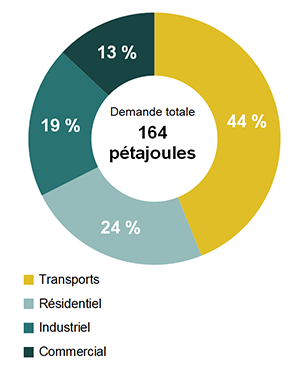 13 %
44 %
19 %
Demande totale
164
pétajoules
24 %
Transports
Résidentiel
Industriel
Commercial